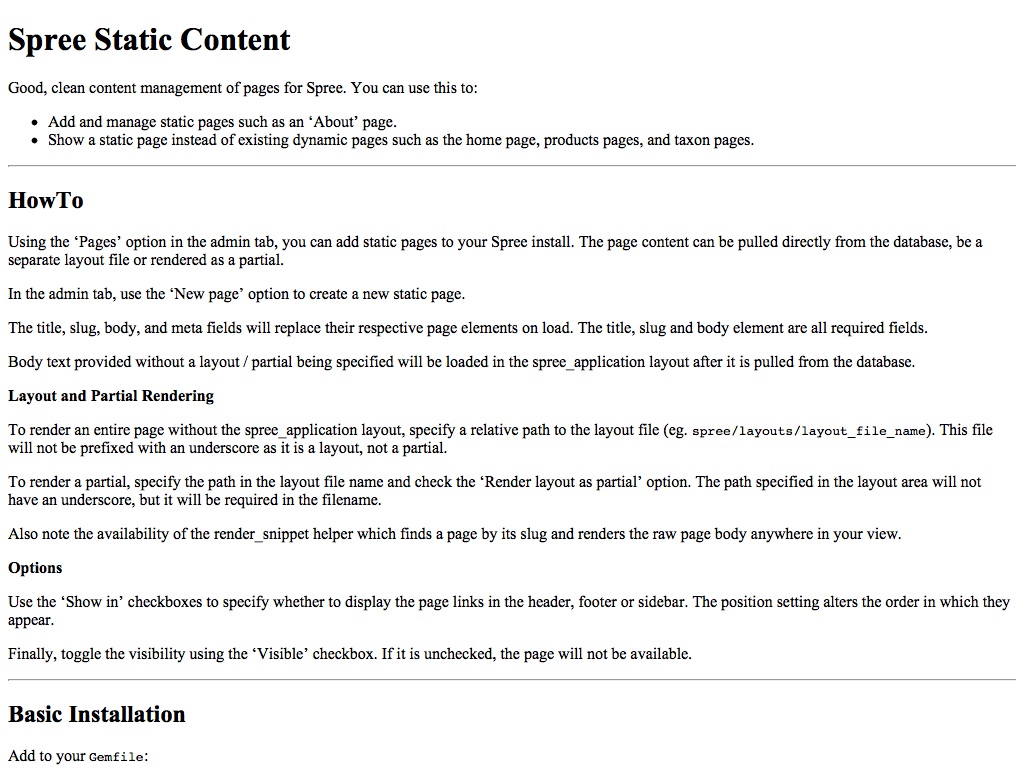 Spree Static Content
Good, clean content management of pages for Spree. You can use this to:
• Add and manage static pages such as an ‘About’ page.
• Show a static page instead of existing dynamic pages such as the home page, products pages, and taxon pages.
HowTo
Using the ‘Pages’ option in the admin tab, you can add static pages to your Spree install. The page content can be pulled directly from the database, be a
separate layout file or rendered as a partial.
In the admin tab, use the ‘New page’ option to create a new static page.
The title, slug, body, and meta fields will replace their respective page elements on load. The title, slug and body element are all required fields.
Body text provided without a layout / partial being specified will be loaded in the spree_application layout after it is pulled from the database.
Layout and Partial Rendering
To render an entire page without the spree_application layout, specify a relative path to the layout file (eg. spree/layouts/layout_file_name). This file
will not be prefixed with an underscore as it is a layout, not a partial.
To render a partial, specify the path in the layout file name and check the ‘Render layout as partial’ option. The path specified in the layout area will not
have an underscore, but it will be required in the filename.
Also note the availability of the render_snippet helper which finds a page by its slug and renders the raw page body anywhere in your view.
Options
Use the ‘Show in’ checkboxes to specify whether to display the page links in the header, footer or sidebar. The position setting alters the order in which they
appear.
Finally, toggle the visibility using the ‘Visible’ checkbox. If it is unchecked, the page will not be available.
Basic Installation
Add to your Gemfile: